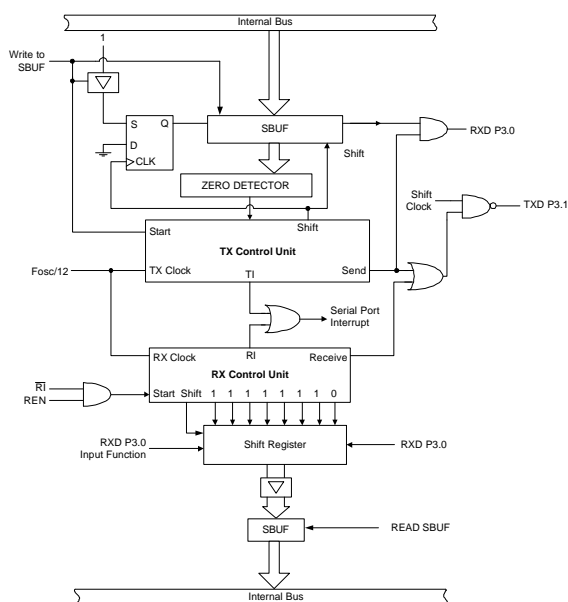 Internal Bus
1
Write to
SBUF
S Q
D
CLK
SBUF
RXD P3.0
Shift
ZERO DETECTOR
Shift
Clock
TXD P3.1
Start
Shift
TX Control Unit
Fosc/12
TX Clock
TI
Send
Serial Port
Interrupt
RX Clock
RI
Receive
RX Control Unit
RI
REN
Start Shift 1 1 1 1 1 1 1 0
RXD P3.0
Input Function
Shift Register
RXD P3.0
SBUF
READ SBUF
Internal Bus